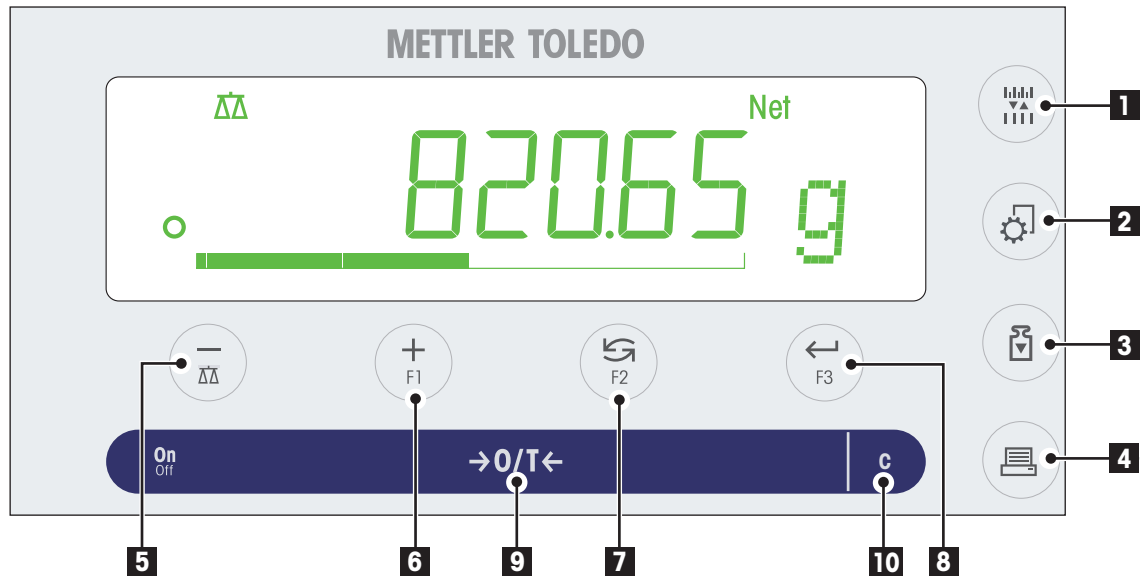 METTLER TOLEDO
Net
820.65 g
1
2
3
F1
F2
F3
On
Off
→0/T←
C
4
5
6
9
7
10
8